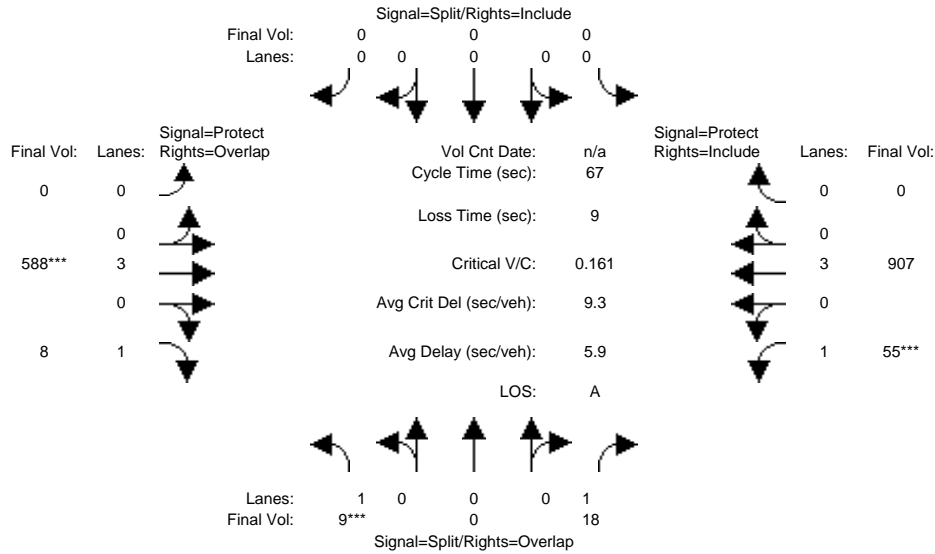 Signal=Split/Rights=Include
Final Vol: 0 0 0
Lanes: 0 0 0 0 0
Signal=Protect Signal=Protect
Final Vol: Lanes: Rights=Overlap Vol Cnt Date: n/a Rights=Include Lanes: Final Vol:
Cycle Time (sec): 67
0 0 0 0
Loss Time (sec): 9
0 0
588*** 3 Critical V/C: 0.161 3 907
0 Avg Crit Del (sec/veh): 9.3 0
8 1 Avg Delay (sec/veh): 5.9 1 55***
LOS: A
Lanes: 1 0 0 0 1
Final Vol: 9*** 0 18
Signal=Split/Rights=Overlap